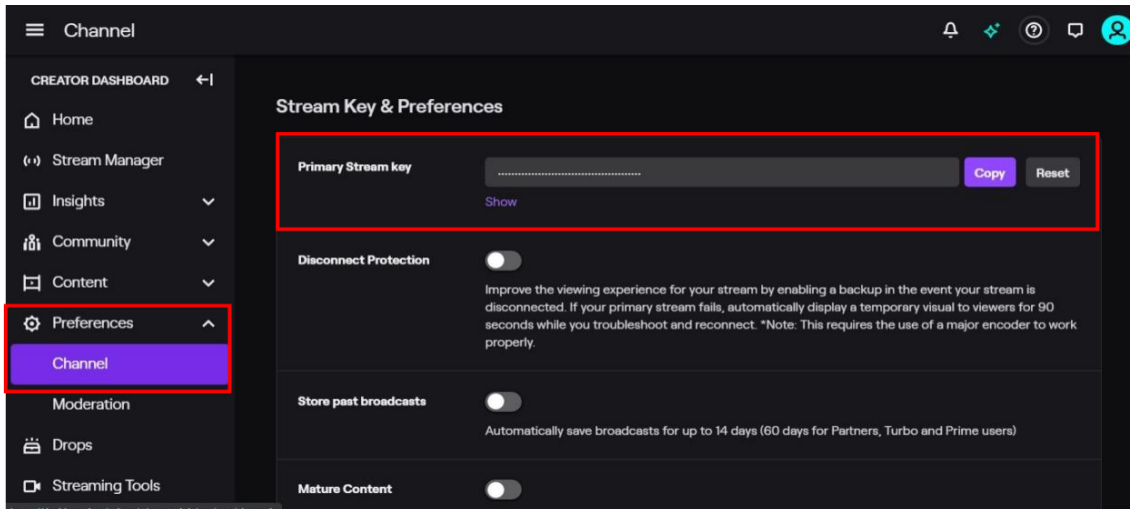 Channel
CREATOR DASHBOARD
Home
Stream Manager
Insights
Community
Content
Preferences
Channel
Moderation
Drops
Streaming Tools
Stream Key & Preferences
Primary Stream key
Copy
Reset
Show
Disconnect Protection
Improve the viewing experience for your stream by enabling a backup in the event your stream is
disconnected. If your primary stream fails, automatically display a temporary visual to viewers for 90
seconds while you troubleshoot and reconnect. *Note: This requires the use of a major encoder to work
properly.
Store past broadcasts
Automatically save broadcasts for up to 14 days (60 days for Partners, Turbo and Prime users)
Mature Content